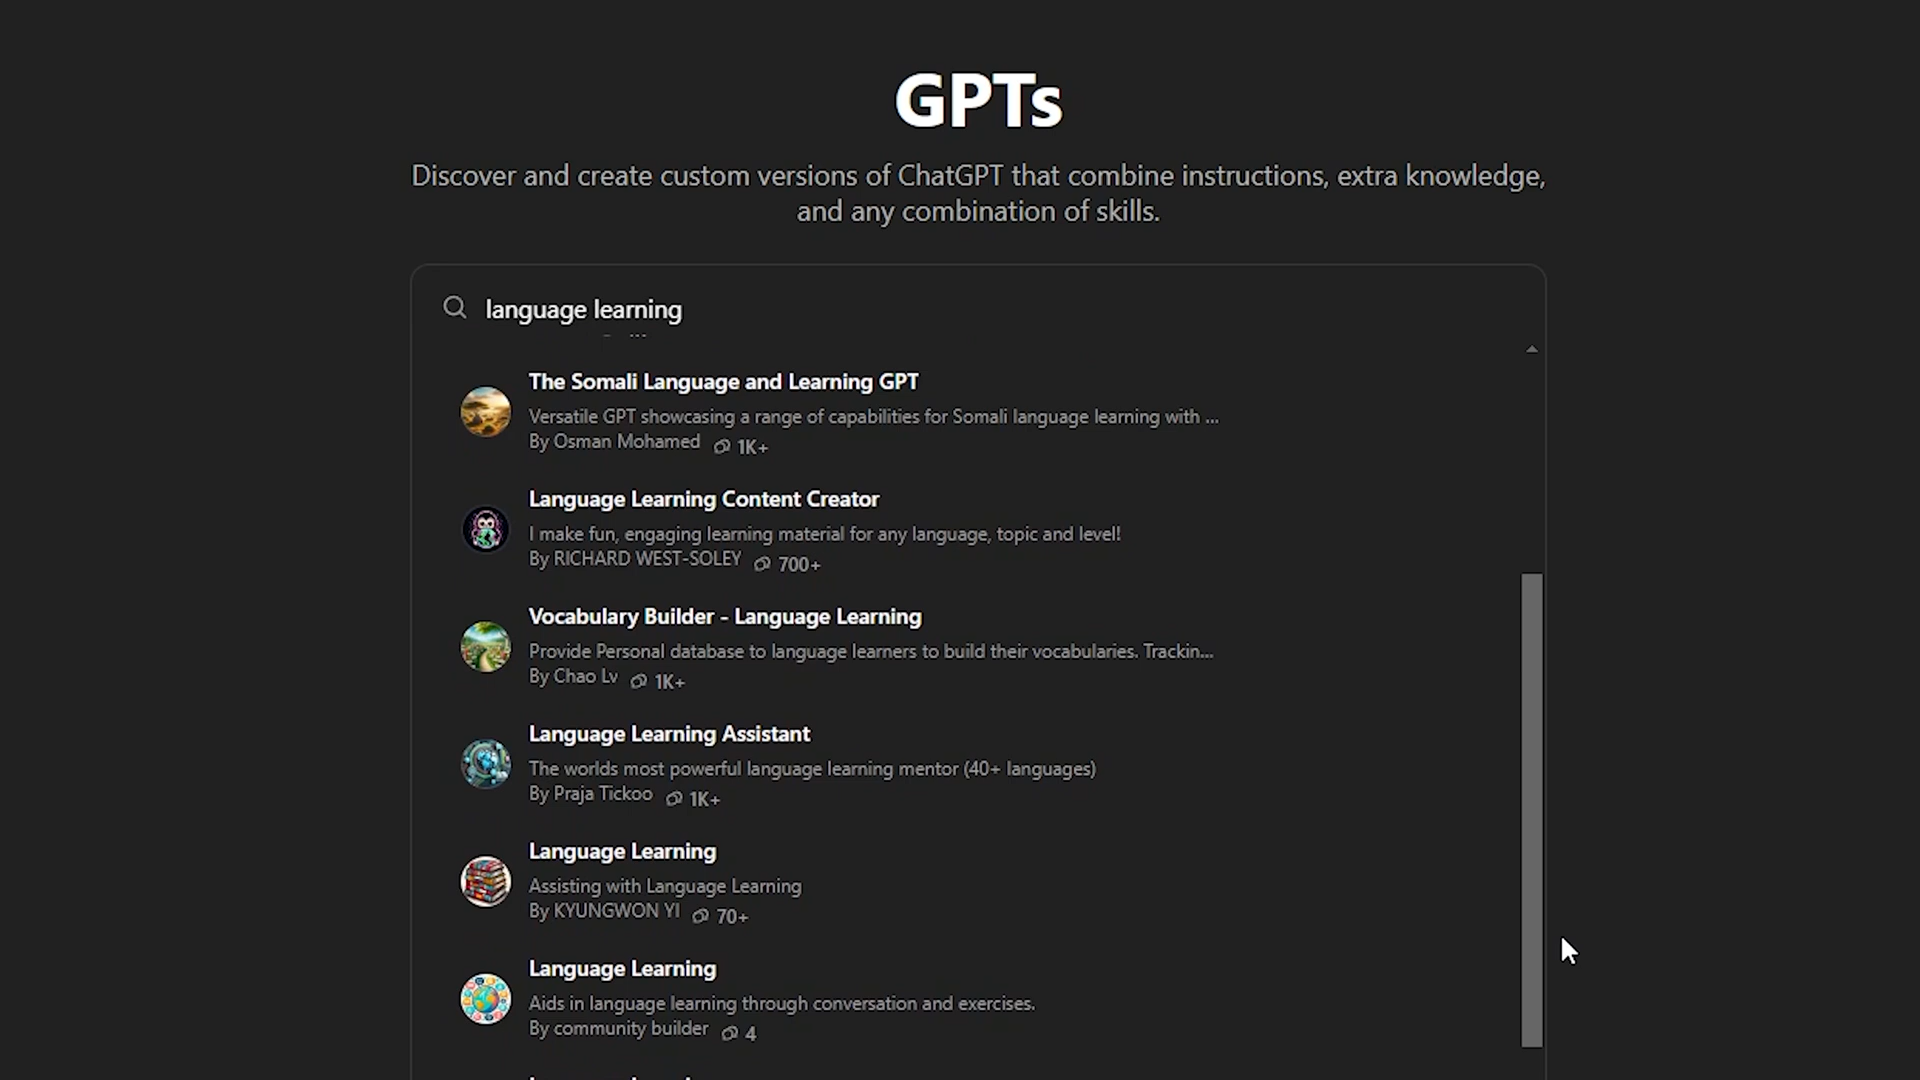 GPTs
Discover and create custom versions of ChatGPT that combine instructions, extra knowledge,
and any combination of skills.
language learning
The Somali Language and Learning GPT
Versatile GPT showcasing a range of capabilities for Somali language learning with ...
By Osman Mohamed 1K+
Language Learning Content Creator
I make fun, engaging learning material for any language, topic and level!
By RICHARD WEST-SOLEY 700+
Vocabulary Builder - Language Learning
Provide Personal database to language learners to build their vocabularies. Trackin...
By Chao Lv 1K+
Language Learning Assistant
The worlds most powerful language learning mentor (40+ languages)
By Praja Tickoo 1K+
Language Learning
Assisting with Language Learning
By KYUNGWON YI 70+
Language Learning
Aids in language learning through conversation and exercises.
By community builder 4